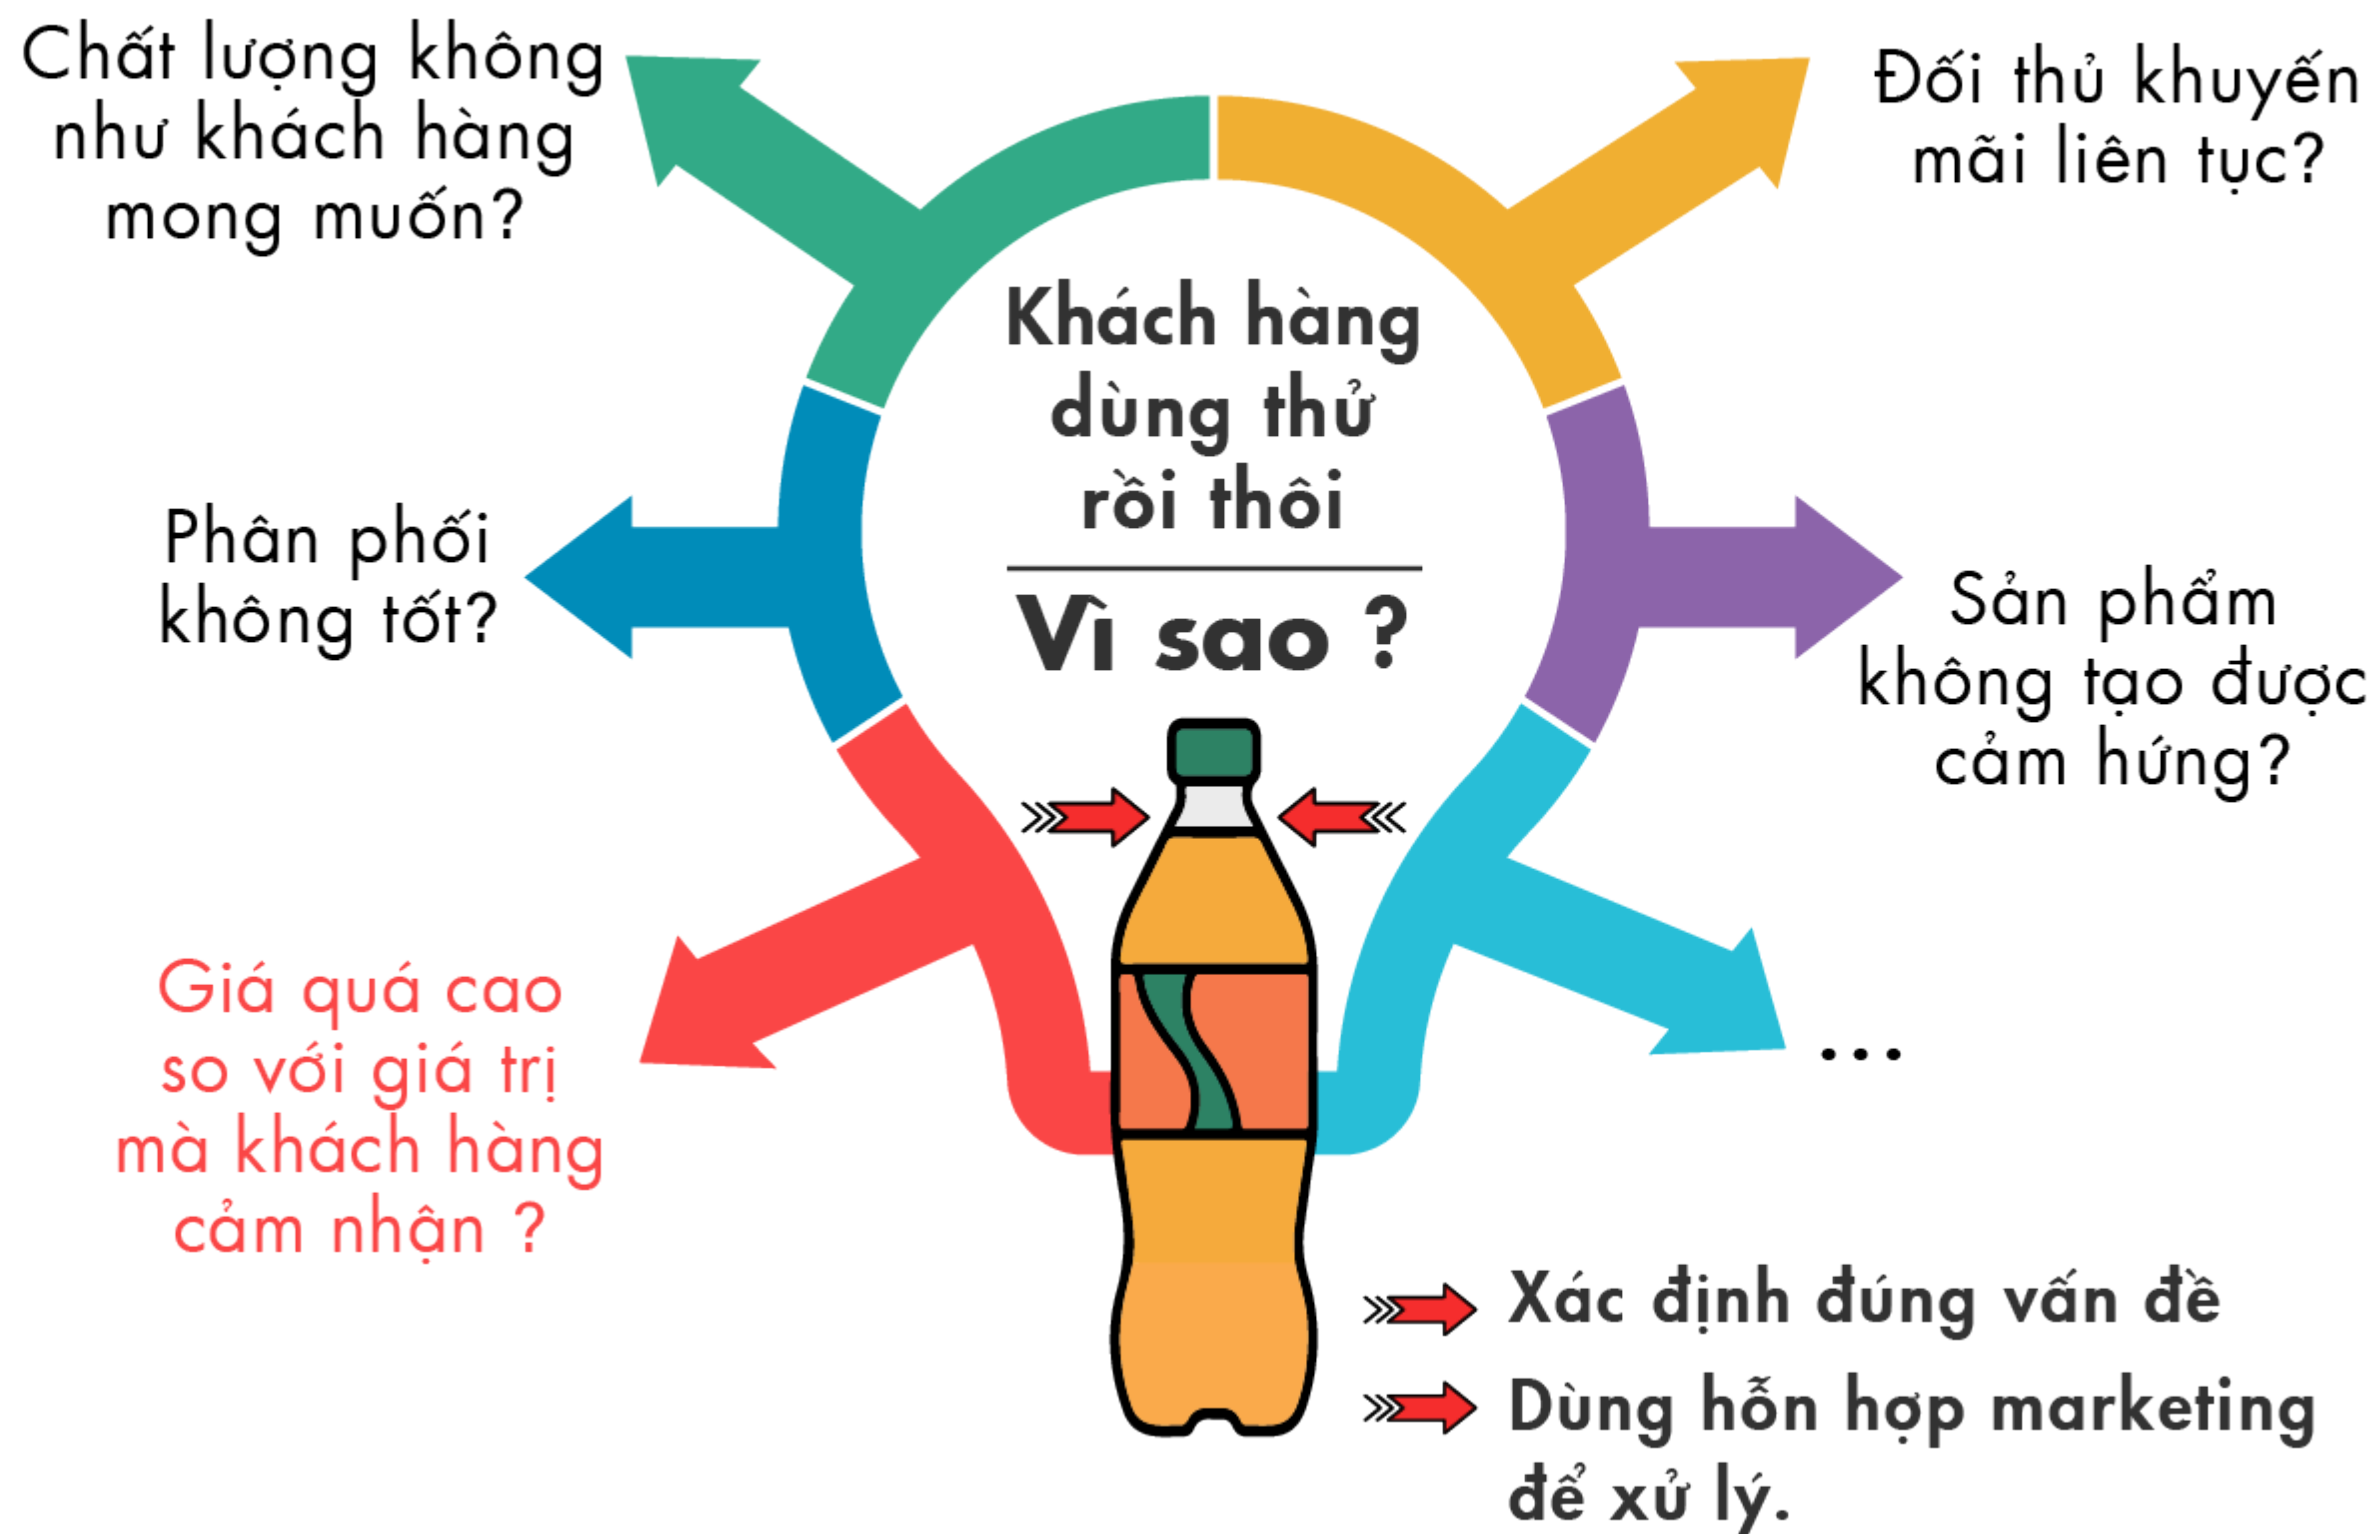 Chất lượng không
như khách hàng
mong muốn?
Đối thủ khuyến
mãi liên tục?
Khách hàng
dùng thử
rồi thôi
Vì sao ?
Phân phối
không tốt?
Sản phẩm
không tạo được
cảm hứng?
Giá quá cao
so với giá trị
mà khách hàng
cảm nhận ?
...
Xác định đúng vấn đề
Dùng hỗn hợp marketing
để xử lý.